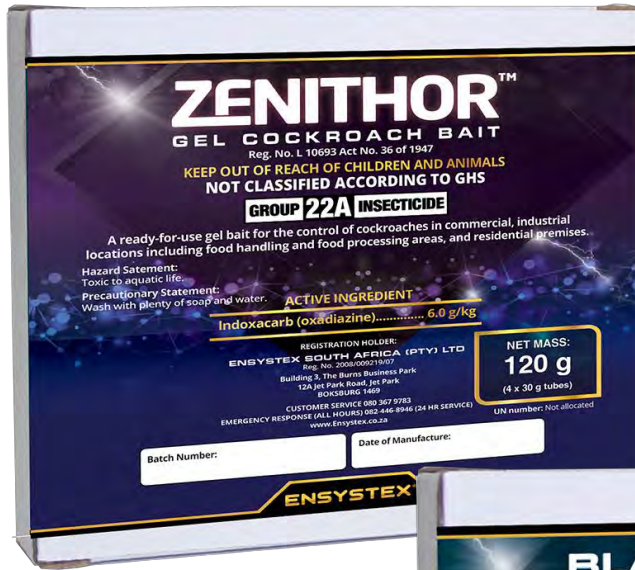 ZENITHOR™
GEL COCKROACH BAIT
Reg. No. L 10693 Act No. 36 of 1947
KEEP OUT OF REACH OF CHILDREN AND ANIMALS
NOT CLASSIFIED ACCORDING TO GHS
GROUP 22A INSECTICIDE
A ready-for-use gel bait for the control of cockroaches in commercial, industrial
locations including food handling and food processing areas, and residential premises.
Hazard Satement:
Toxic to aquatic life.
Precautionary Statement:
Wash with plenty of soap and water.
ACTIVE INGREDIENT
Indoxacarb (oxadiazine).............. 6.0 g/kg
REGISTRATION HOLDER:
ENSYSTEX SOUTH AFRICA (PTY) LTD
Reg. No. 2008/009219/07
Building 3, The Burns Business Park
12A Jet Park Road, Jet Park
BOKSBURG 1469
CUSTOMER SERVICE 080 367 9783
EMERGENCY RESPONSE (ALL HOURS) 082-446-8946 (24 HR SERVICE)
www.Ensystex.co.za
NET MASS:
120 g
(4 x 30 g tubes)
UN number: Not allocated
Batch Number:
Date of Manufacture:
ENSYSTEX
BLA